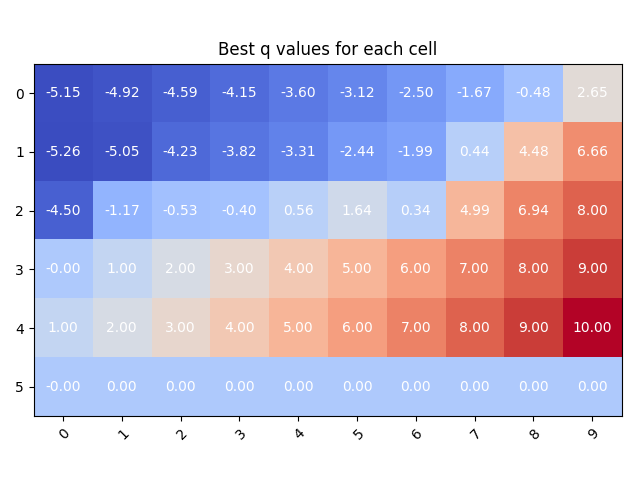 Best q values for each cell
0 -5.15 -4.92 -4.59 -4.15 -3.60 -3.12 -2.50 -1.67 -0.48 2.65
1 -5.26 -5.05 -4.23 -3.82 -3.31 -2.44 -1.99 0.44 4.48 6.66
2 -4.50 -1.17 -0.53 -0.40 0.56 1.64 0.34 4.99 6.94 8.00
3 -0.00 1.00 2.00 3.00 4.00 5.00 6.00 7.00 8.00 9.00
4 1.00 2.00 3.00 4.00 5.00 6.00 7.00 8.00 9.00 10.00
5 -0.00 0.00 0.00 0.00 0.00 0.00 0.00 0.00 0.00 0.00
0 1 2 3 4 5 6 7 8 9